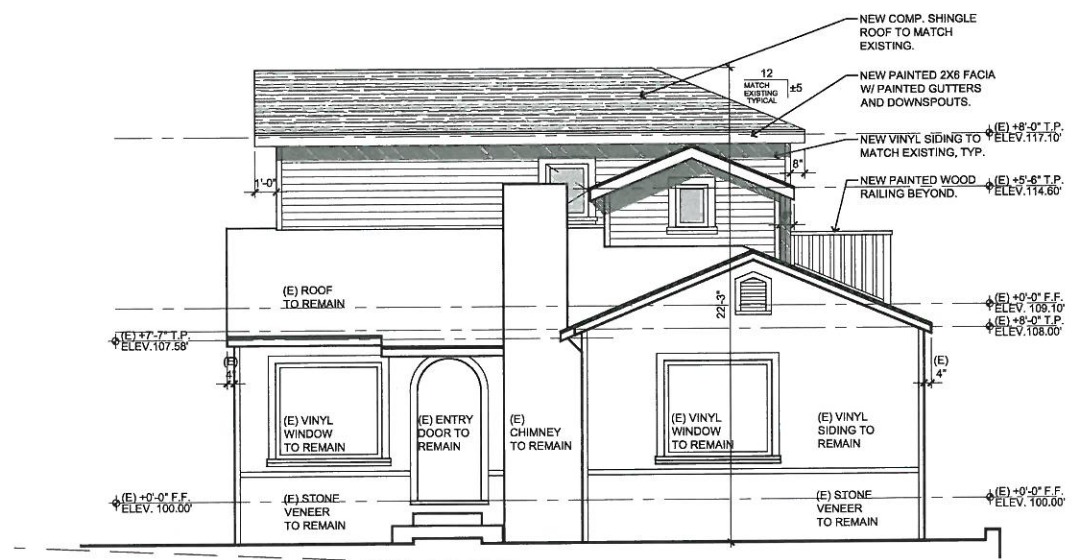 NEW COMP. SHINGLE
ROOF TO MATCH
EXISTING.
12
MATCH
EXISTING
TYPICAL
±5
NEW PAINTED 2X6 FACIA
W/ PAINTED GUTTERS
AND DOWNSPOUTS.
(E) +8'-0" T.P.
ELEV.117.10'
NEW VINYL SIDING TO
MATCH EXISTING, TYP.
8"
1'-0"
(E) +5'-6" T.P.
ELEV.114.60'
NEW PAINTED WOOD
RAILING BEYOND.
(E) ROOF
TO REMAIN
22'-3"
(E) +0'-0" F.F.
ELEV. 109.10'
(E) +8'-0" T.P.
ELEV.108.00'
(E) +7'-7" T.P.
ELEV.107.58'
(E)
4"
(E)
4"
(E) VINYL
WINDOW
TO REMAIN
(E) ENTRY
DOOR TO
REMAIN
(E)
CHIMNEY
TO REMAIN
(E) VINYL
WINDOW
TO REMAIN
(E) VINYL
SIDING TO
REMAIN
(E) +0'-0" F.F.
ELEV. 100.00'
(E) STONE
VENEER
TO REMAIN
(E) STONE
VENEER
TO REMAIN
(E) +0'-0" F.F.
ELEV. 100.00'